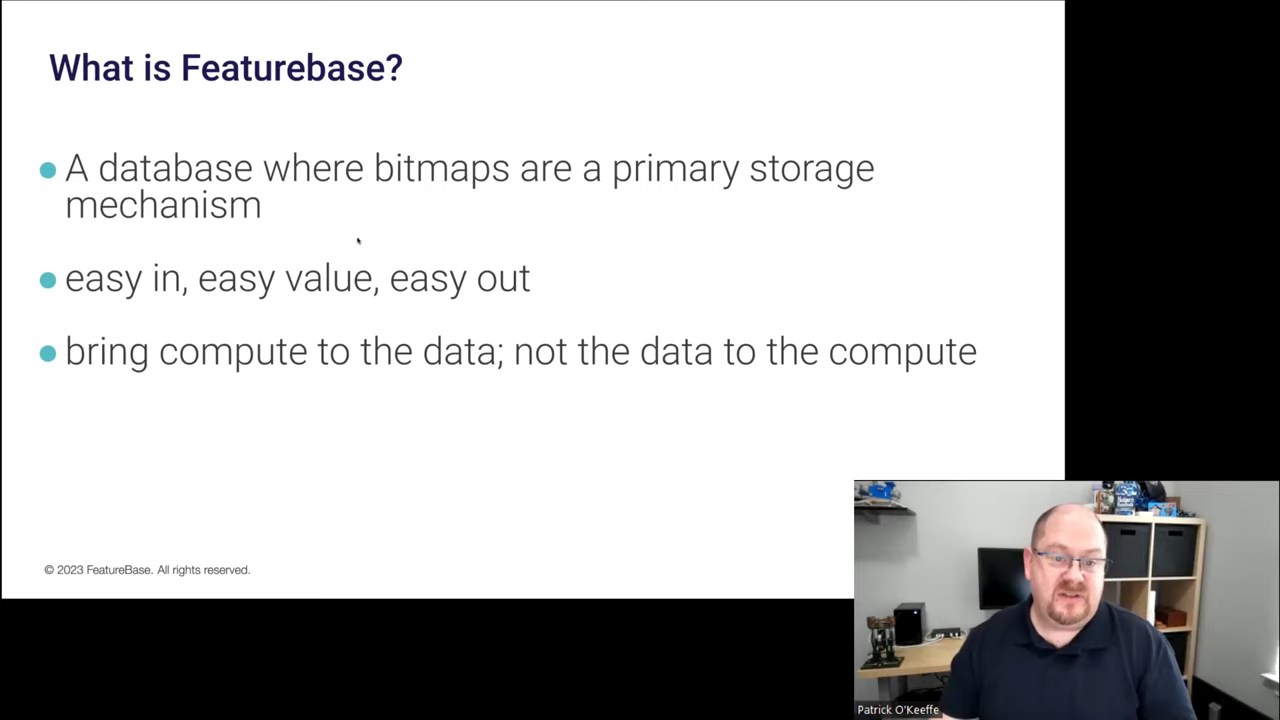 What is Featurebase?
A database where bitmaps are a primary storage
mechanism
easy in, easy value, easy out
bring compute to the data; not the data to the compute
© 2023 FeatureBase. All rights reserved.
Patrick O'Keeffe